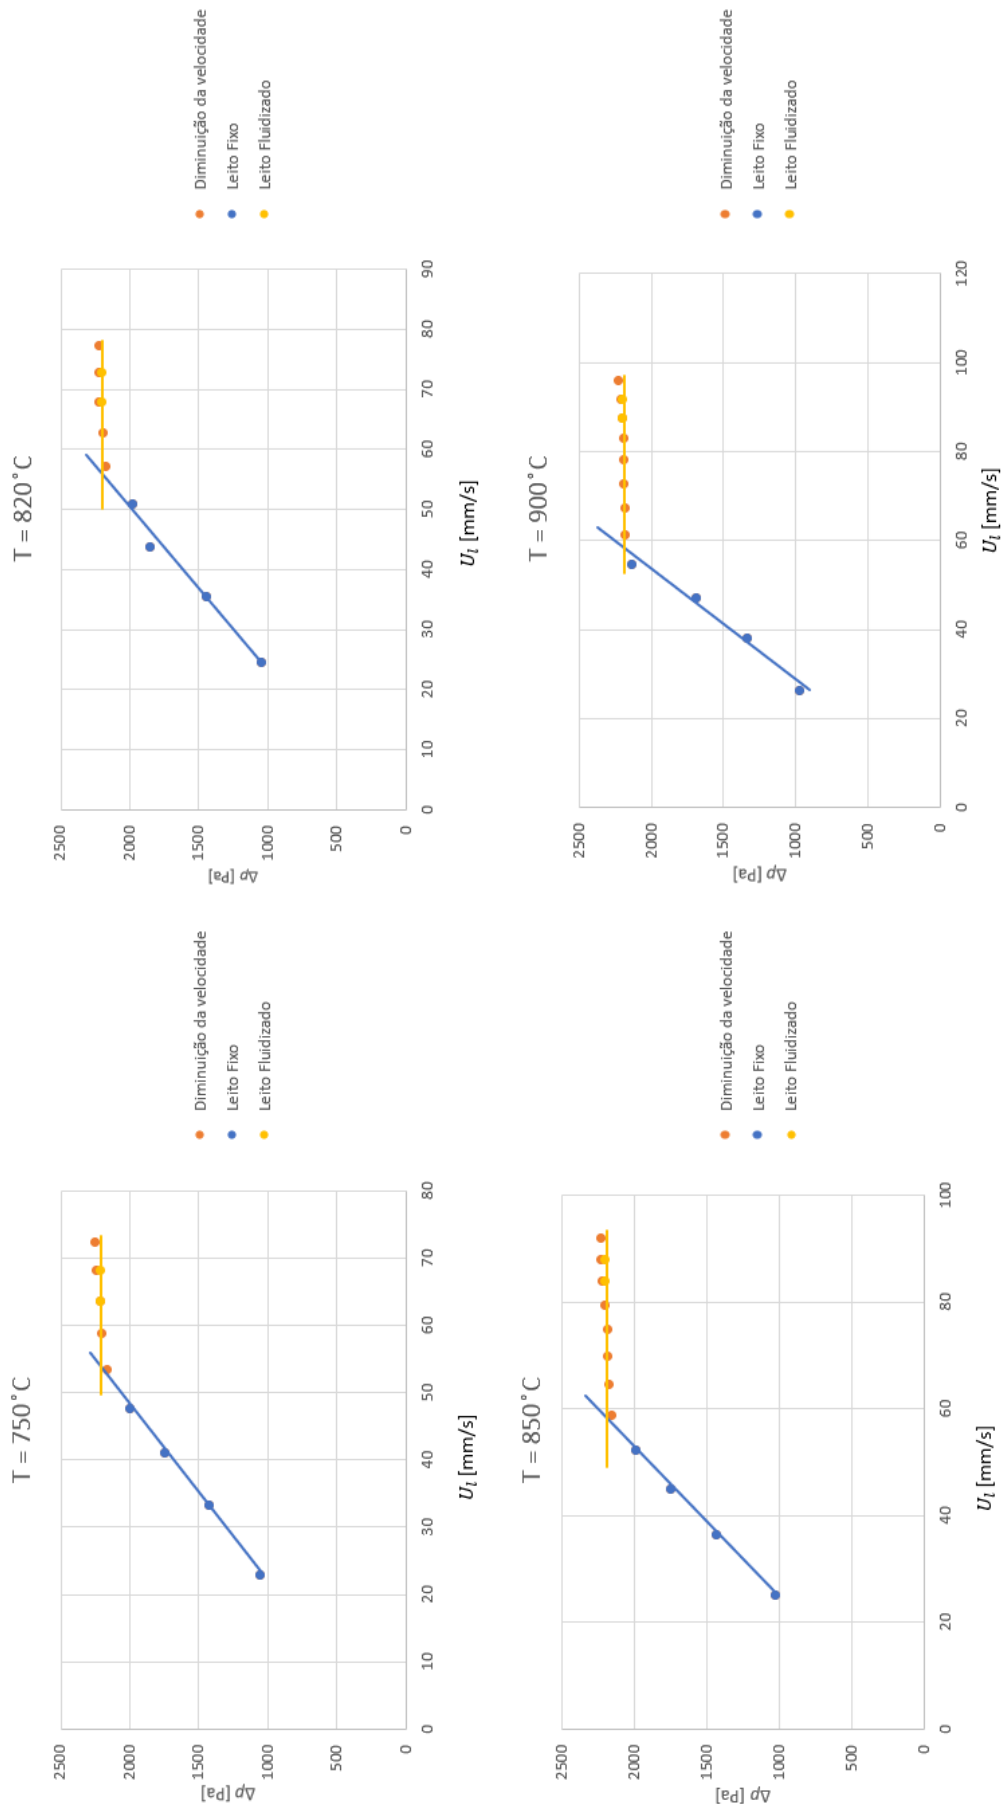 T = 750°C
Δp [Pa]
2500
2000
1500
1000
500
0
0
10
20
30
40
50
60
70
80
U_l [mm/s]
Diminuição da velocidade
Leito Fixo
Leito Fluidizado
T = 820°C
Δp [Pa]
2500
2000
1500
1000
500
0
0
10
20
30
40
50
60
70
80
90
U_l [mm/s]
Diminuição da velocidade
Leito Fixo
Leito Fluidizado
T = 850°C
Δp [Pa]
2500
2000
1500
1000
500
0
0
20
40
60
80
100
U_l [mm/s]
Diminuição da velocidade
Leito Fixo
Leito Fluidizado
T = 900°C
Δp [Pa]
2500
2000
1500
1000
500
0
0
20
40
60
80
100
120
U_l [mm/s]
Diminuição da velocidade
Leito Fixo
Leito Fluidizado